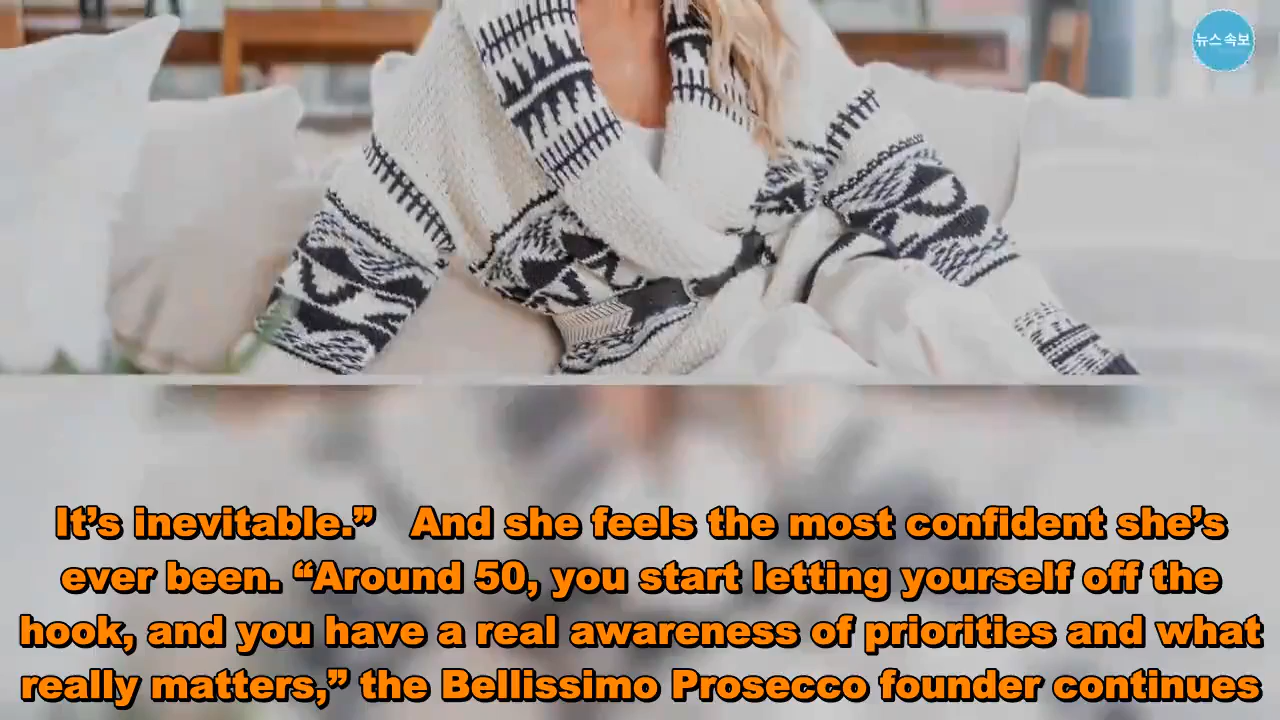 뉴스 속보
It's inevitable.” And she feels the most confident she's
ever been. “Around 50, you start letting yourself off the
hook, and you have a real awareness of priorities and what
really matters,” the Bellissimo Prosecco founder continues